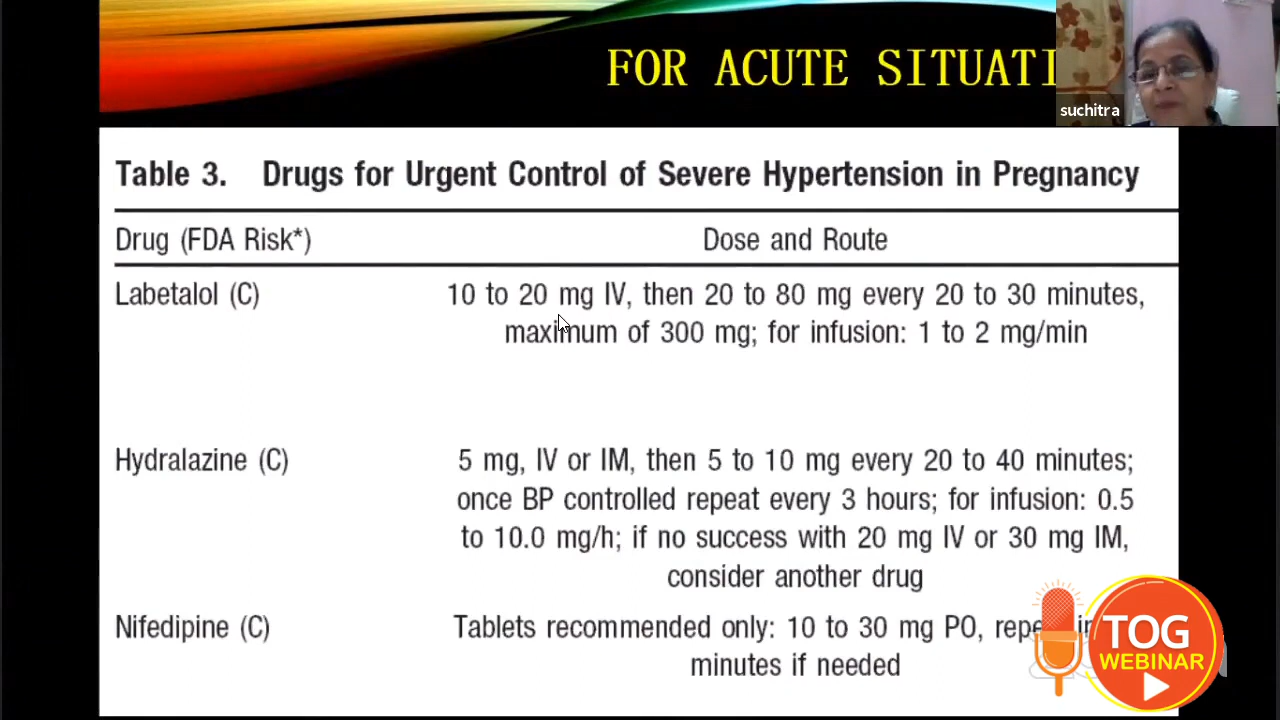 FOR ACUTE SITUATI
suchitra
Table 3. Drugs for Urgent Control of Severe Hypertension in Pregnancy
Drug (FDA Risk*) Dose and Route
Labetalol (C) 10 to 20 mg IV, then 20 to 80 mg every 20 to 30 minutes,
maximum of 300 mg; for infusion: 1 to 2 mg/min
Hydralazine (C) 5 mg, IV or IM, then 5 to 10 mg every 20 to 40 minutes;
once BP controlled repeat every 3 hours; for infusion: 0.5
to 10.0 mg/h; if no success with 20 mg IV or 30 mg IM,
consider another drug
Nifedipine (C) Tablets recommended only: 10 to 30 mg PO,
minutes if needed
TOG
WEBINAR